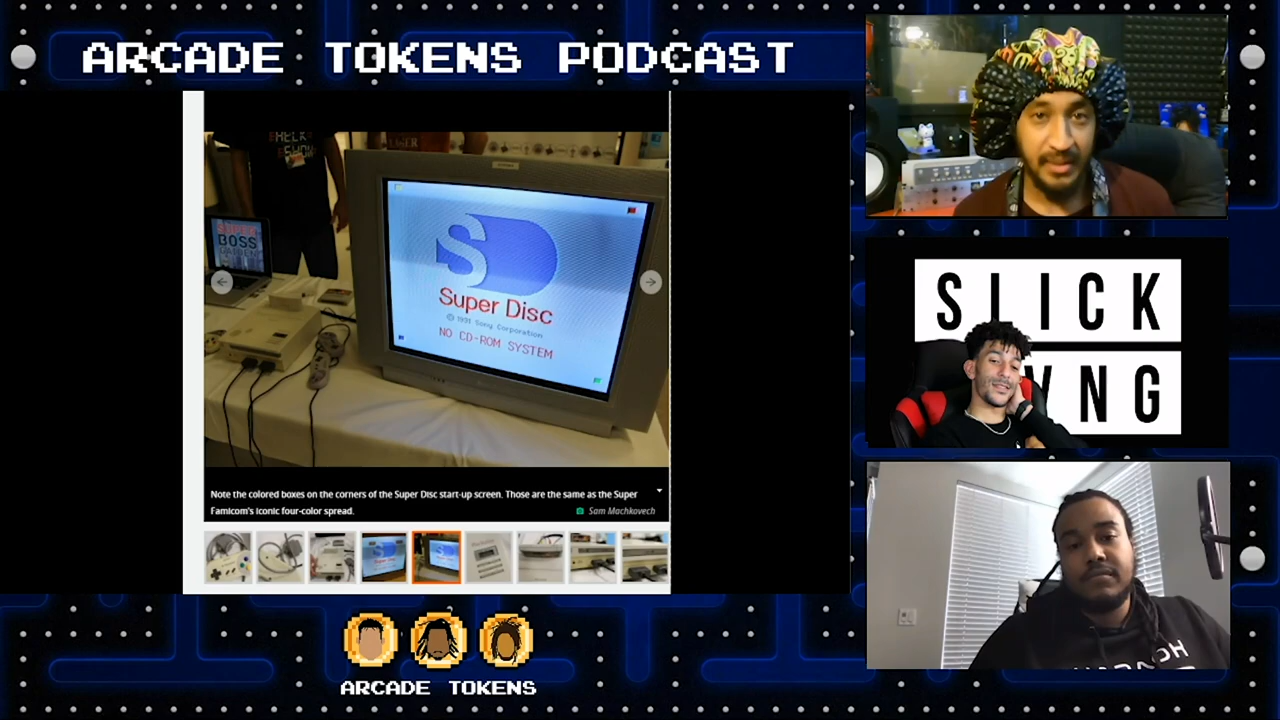 ARCADE TOKENS PODCAST
SUPER
BOSS
Super Disc
© 1991 Sony Corporation
NO CD-ROM SYSTEM
Note the colored boxes on the corners of the Super Disc start-up screen. Those are the same as the Super
Famicom's iconic four-color spread.
Sam Machkovech
ARCADE TOKENS
SLICK
VNG